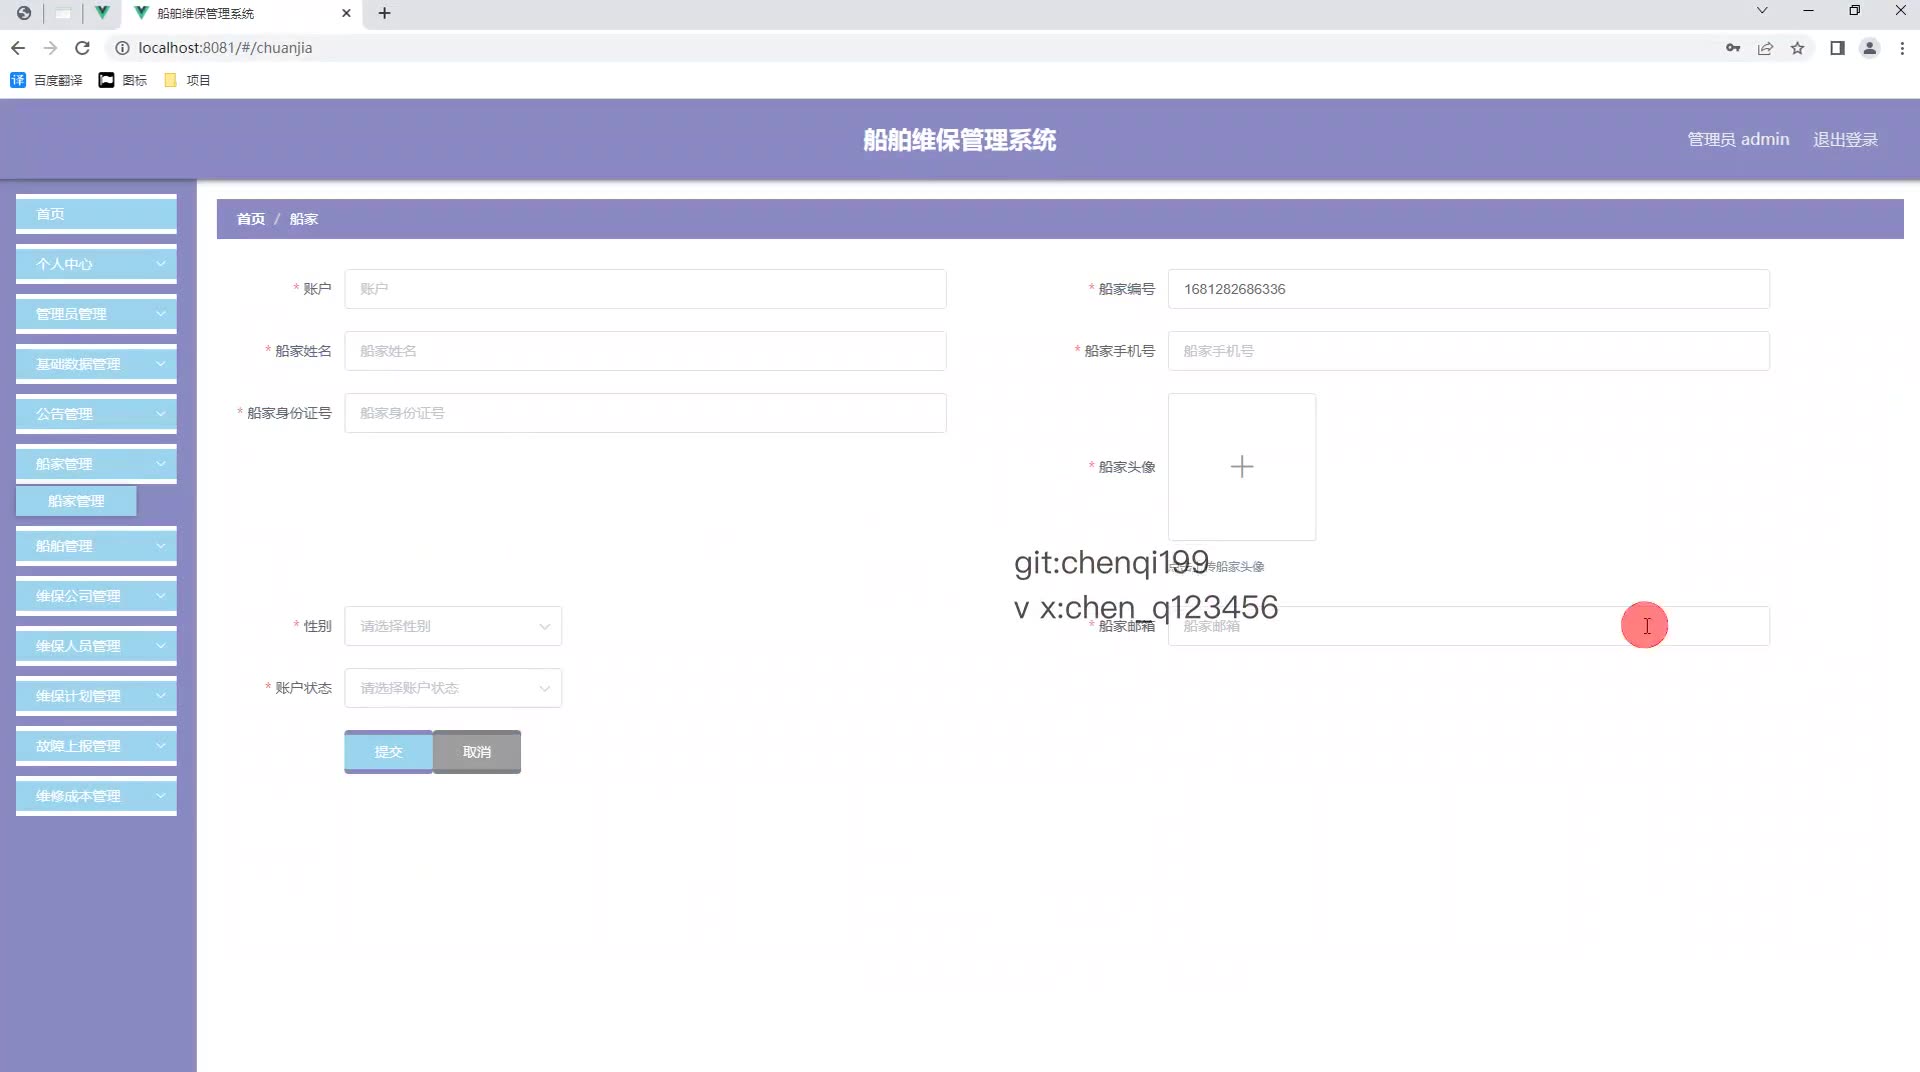 船舶维保管理系统
localhost:8081/#/chuanjia
百度翻译
图标
项目
船舶维保管理系统
管理员 admin
退出登录
首页
个人中心
管理员管理
基础数据管理
公告管理
船家管理
船家管理
船舶管理
维保公司管理
维保人员管理
维保计划管理
故障上报管理
维修成本管理
首页 / 船家
* 账户
账户
* 船家编号
1681282686336
* 船家姓名
船家姓名
* 船家手机号
船家手机号
* 船家身份证号
船家身份证号
* 船家头像
git:chenqi199
传船家头像
v x:chen_q123456
* 性别
请选择性别
* 船家邮箱
船家邮箱
* 账户状态
请选择账户状态
提交
取消